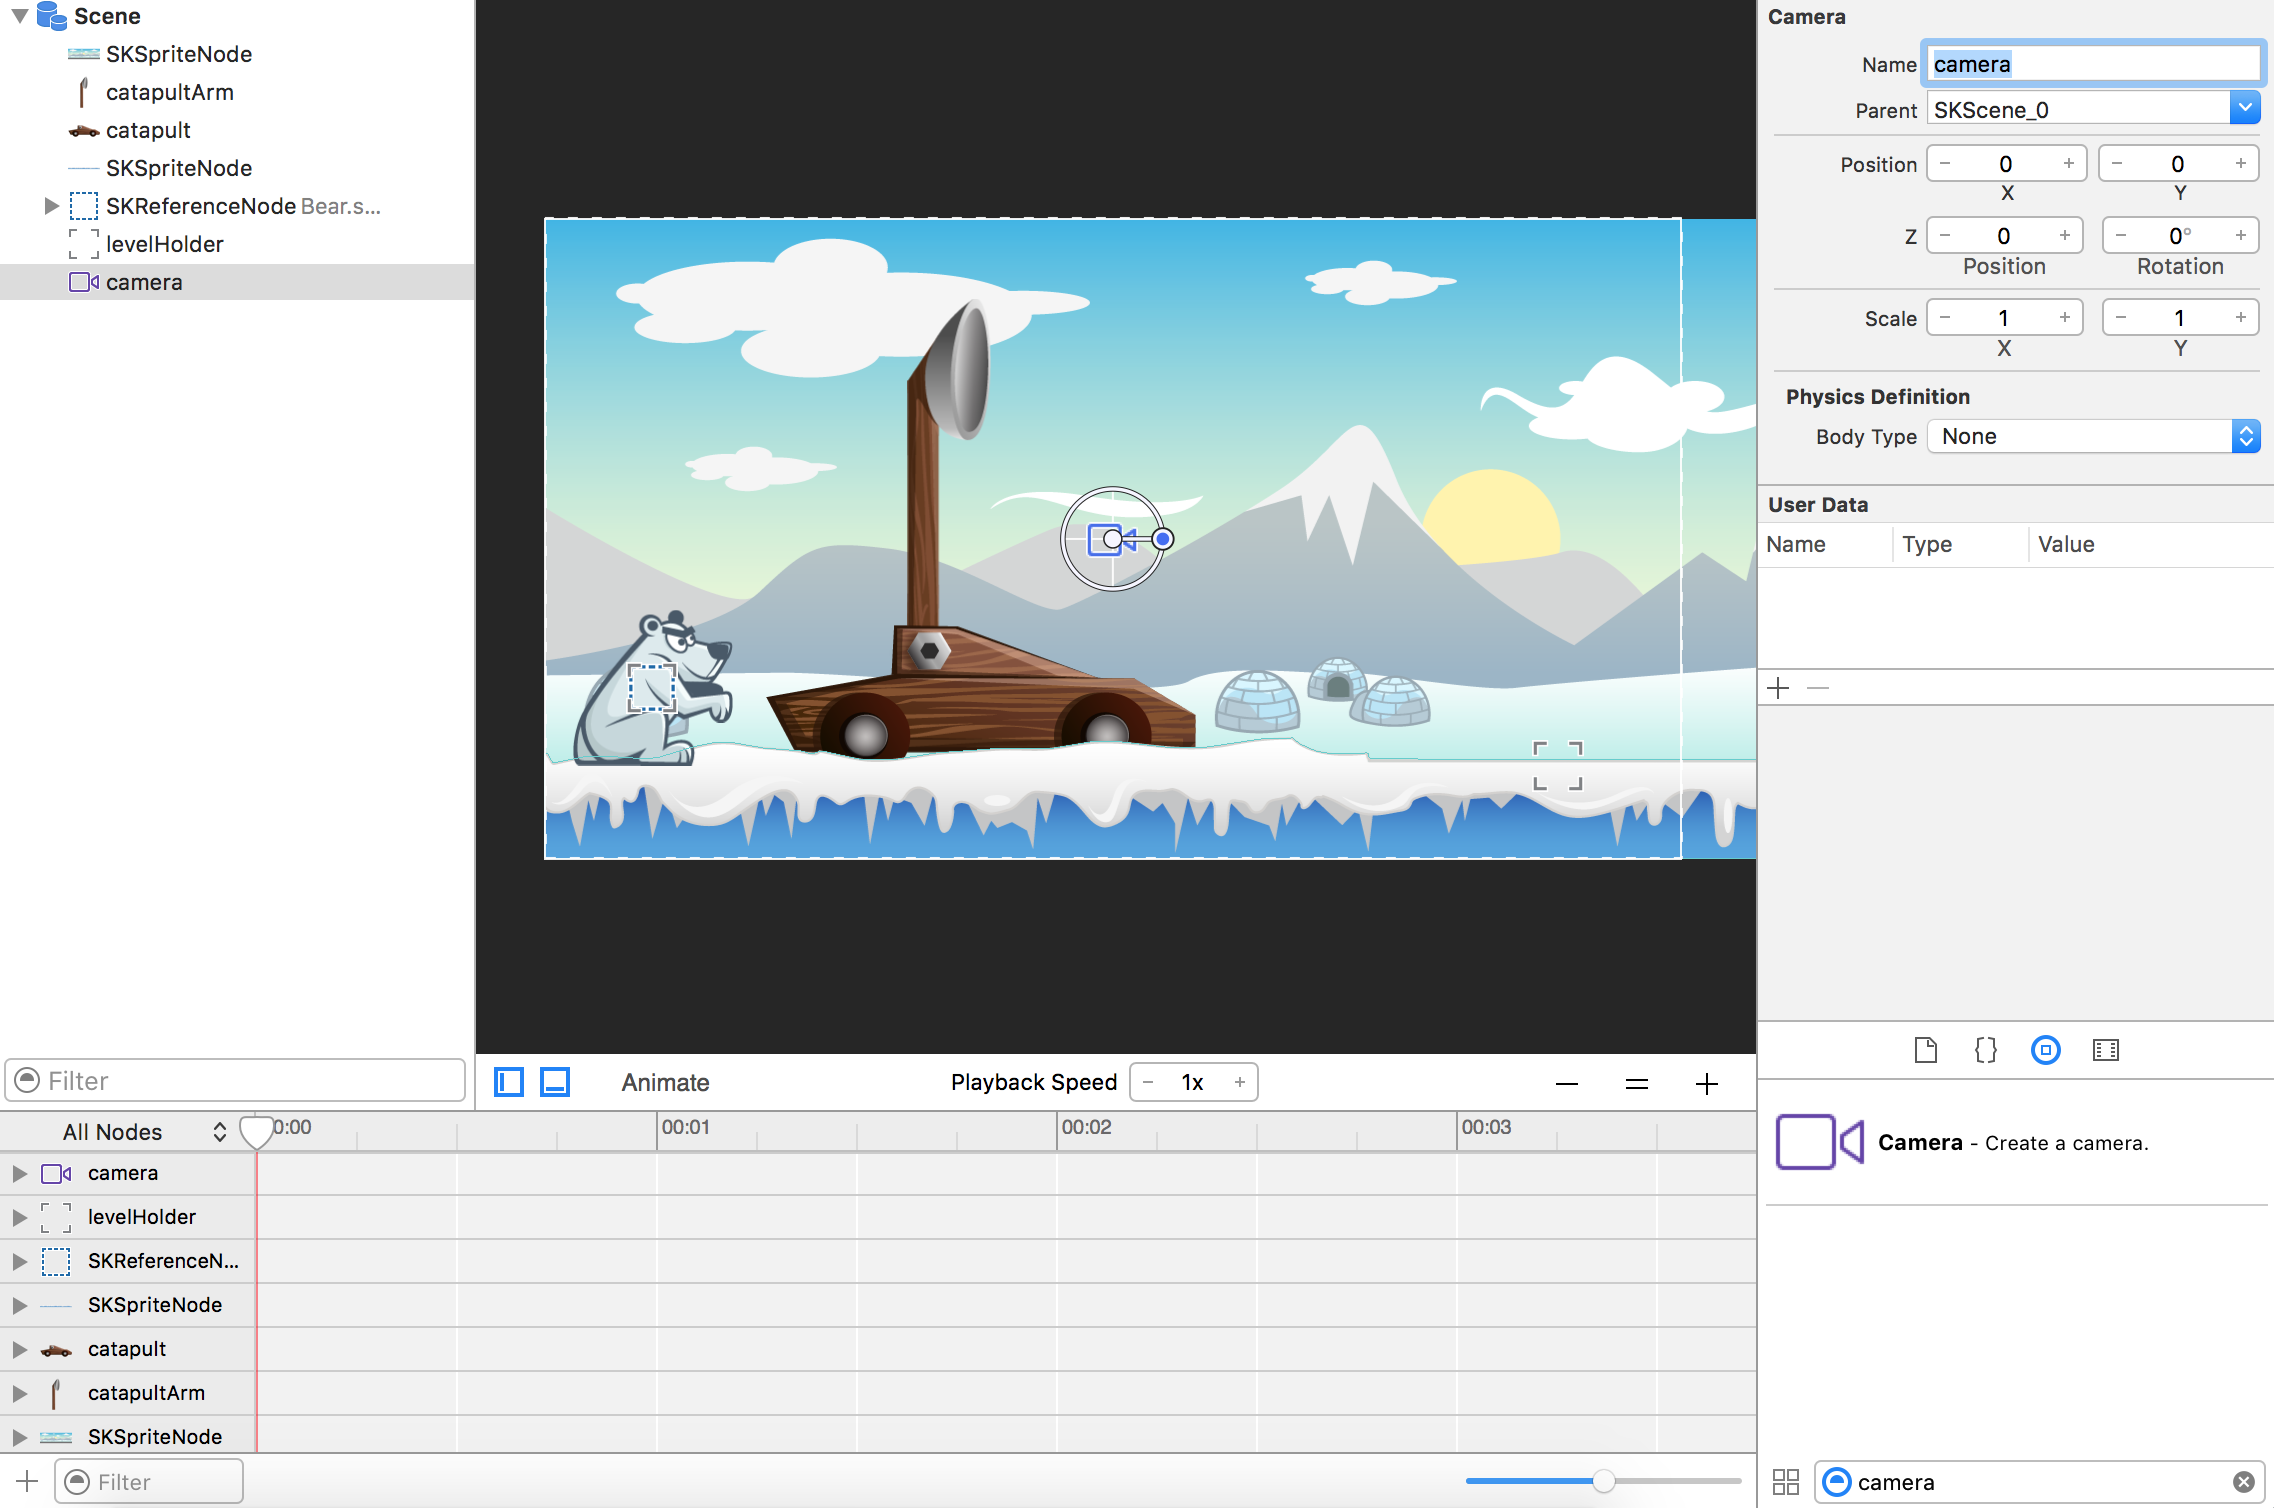 Scene
SKSpriteNode
catapultArm
catapult
SKSpriteNode
SKReferenceNode Bear.s...
levelHolder
camera
Filter
Camera
Name camera
Parent SKScene_0
Position − 0 + − 0 +
X Y
Z − 0 + − 0° +
Position Rotation
Scale − 1 + − 1 +
X Y
Physics Definition
Body Type None
User Data
Name Type Value
Animate Playback Speed − 1x +
All Nodes 0:00 00:01 00:02 00:03
camera
levelHolder
SKReferenceN...
SKSpriteNode
catapult
catapultArm
SKSpriteNode
Filter
{}
Camera - Create a camera.
camera